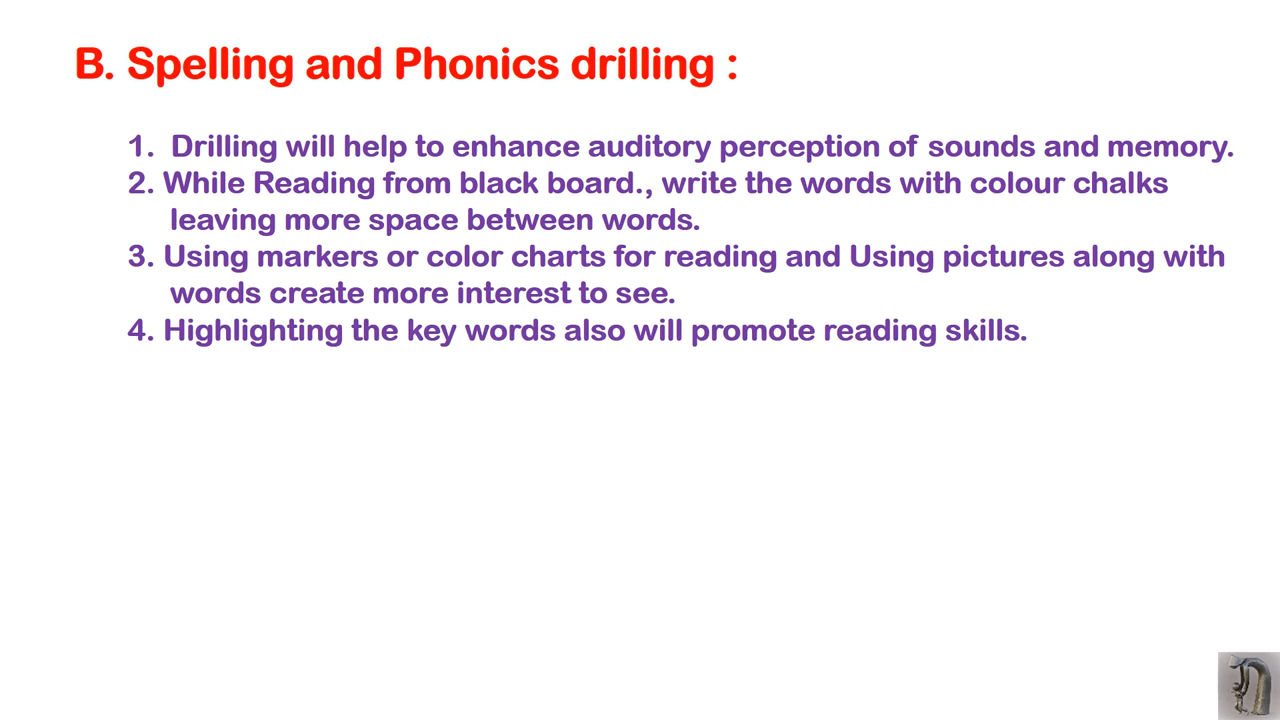 B. Spelling and Phonics drilling :
1. Drilling will help to enhance auditory perception of sounds and memory.
2. While Reading from black board., write the words with colour chalks
leaving more space between words.
3. Using markers or color charts for reading and Using pictures along with
words create more interest to see.
4. Highlighting the key words also will promote reading skills.